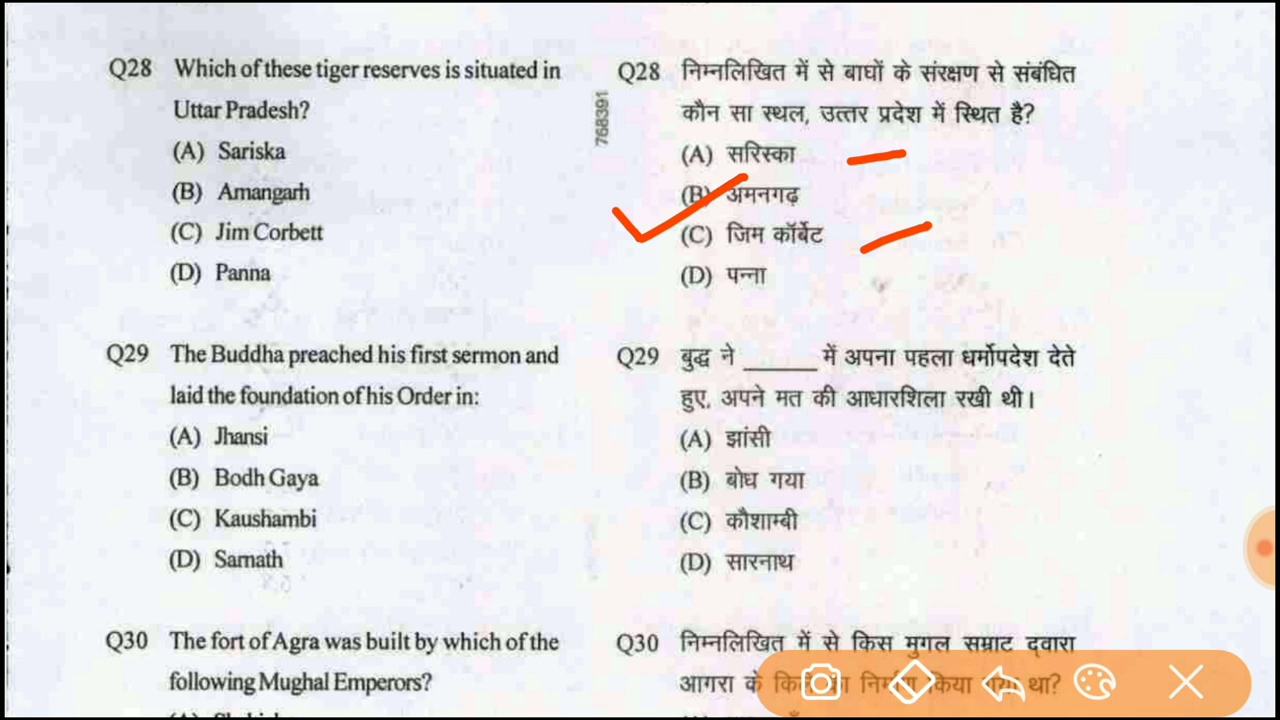 Q28 Which of these tiger reserves is situated in
Uttar Pradesh?
(A) Sariska
(B) Amangarh
(C) Jim Corbett
(D) Panna
Q29 The Buddha preached his first sermon and
laid the foundation of his Order in:
(A) Jhansi
(B) Bodh Gaya
(C) Kaushambi
(D) Sarnath
Q30 The fort of Agra was built by which of the
following Mughal Emperors?
768391
Q28 निम्नलिखित में से बाघों के संरक्षण से संबंधित
कौन सा स्थल, उत्तर प्रदेश में स्थित है?
(A) सरिस्का
(B) अमनगढ़
(C) जिम कॉर्बेट
(D) पन्ना
Q29 बुद्ध ने ______ में अपना पहला धर्मोपदेश देते
हुए, अपने मत की आधारशिला रखी थी।
(A) झांसी
(B) बोध गया
(C) कौशाम्बी
(D) सारनाथ
Q30 निम्नलिखित में से किस मुगल सम्राट द्वारा
आगरा के किले का निर्माण किया गया था?